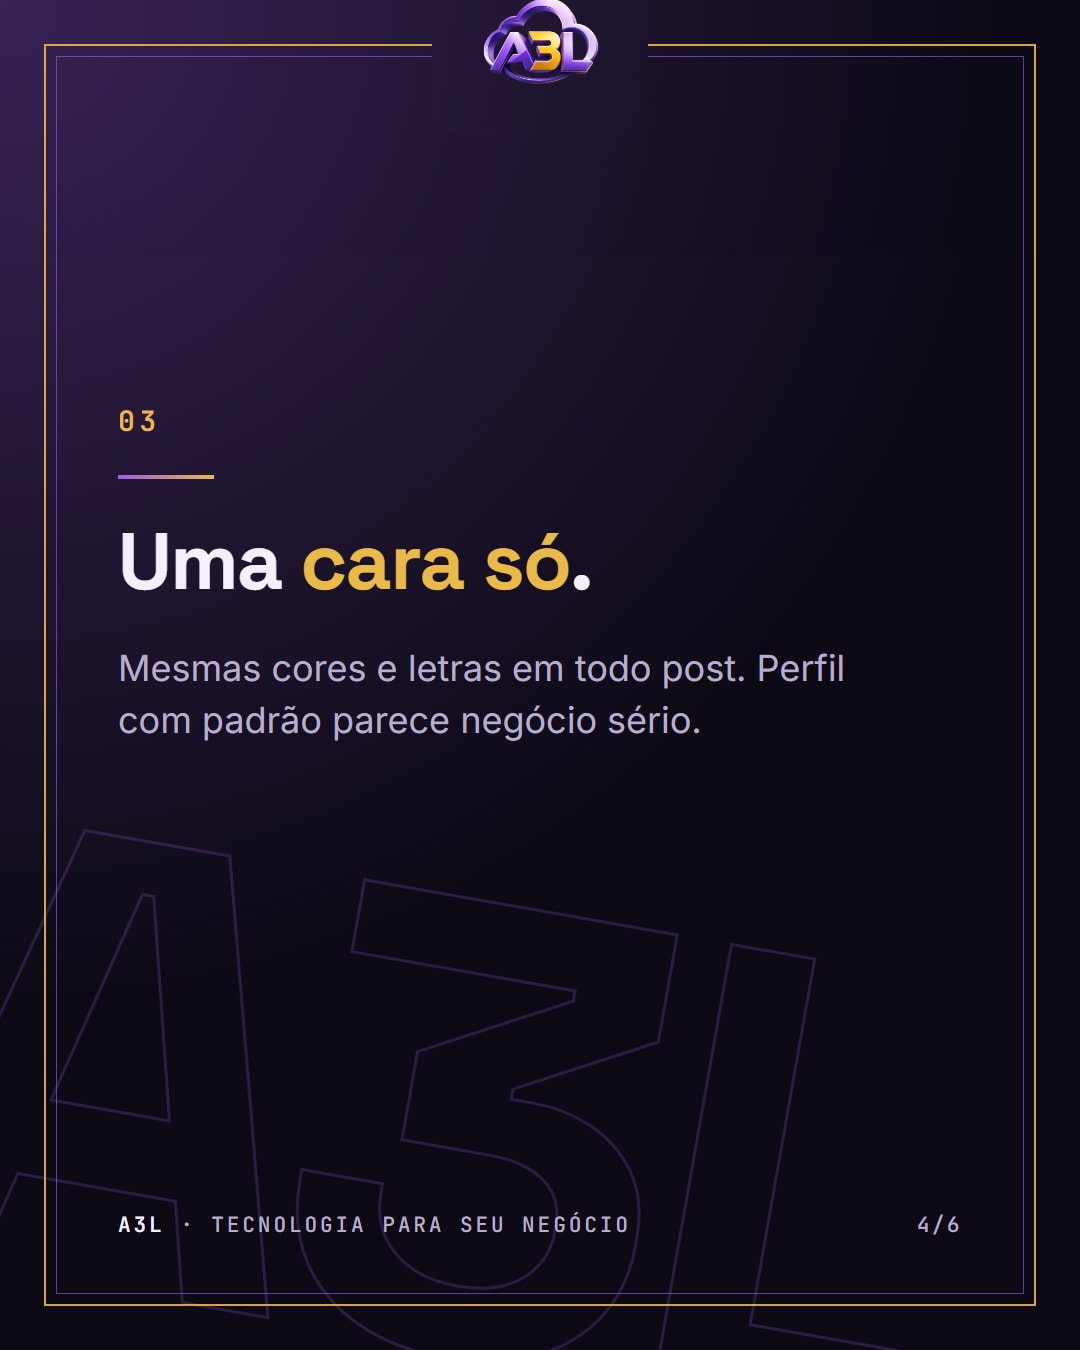 A3L
03
Uma cara só.
Mesmas cores e letras em todo post. Perfil
com padrão parece negócio sério.
A3L
A3L · TECNOLOGIA PARA SEU NEGÓCIO 4/6